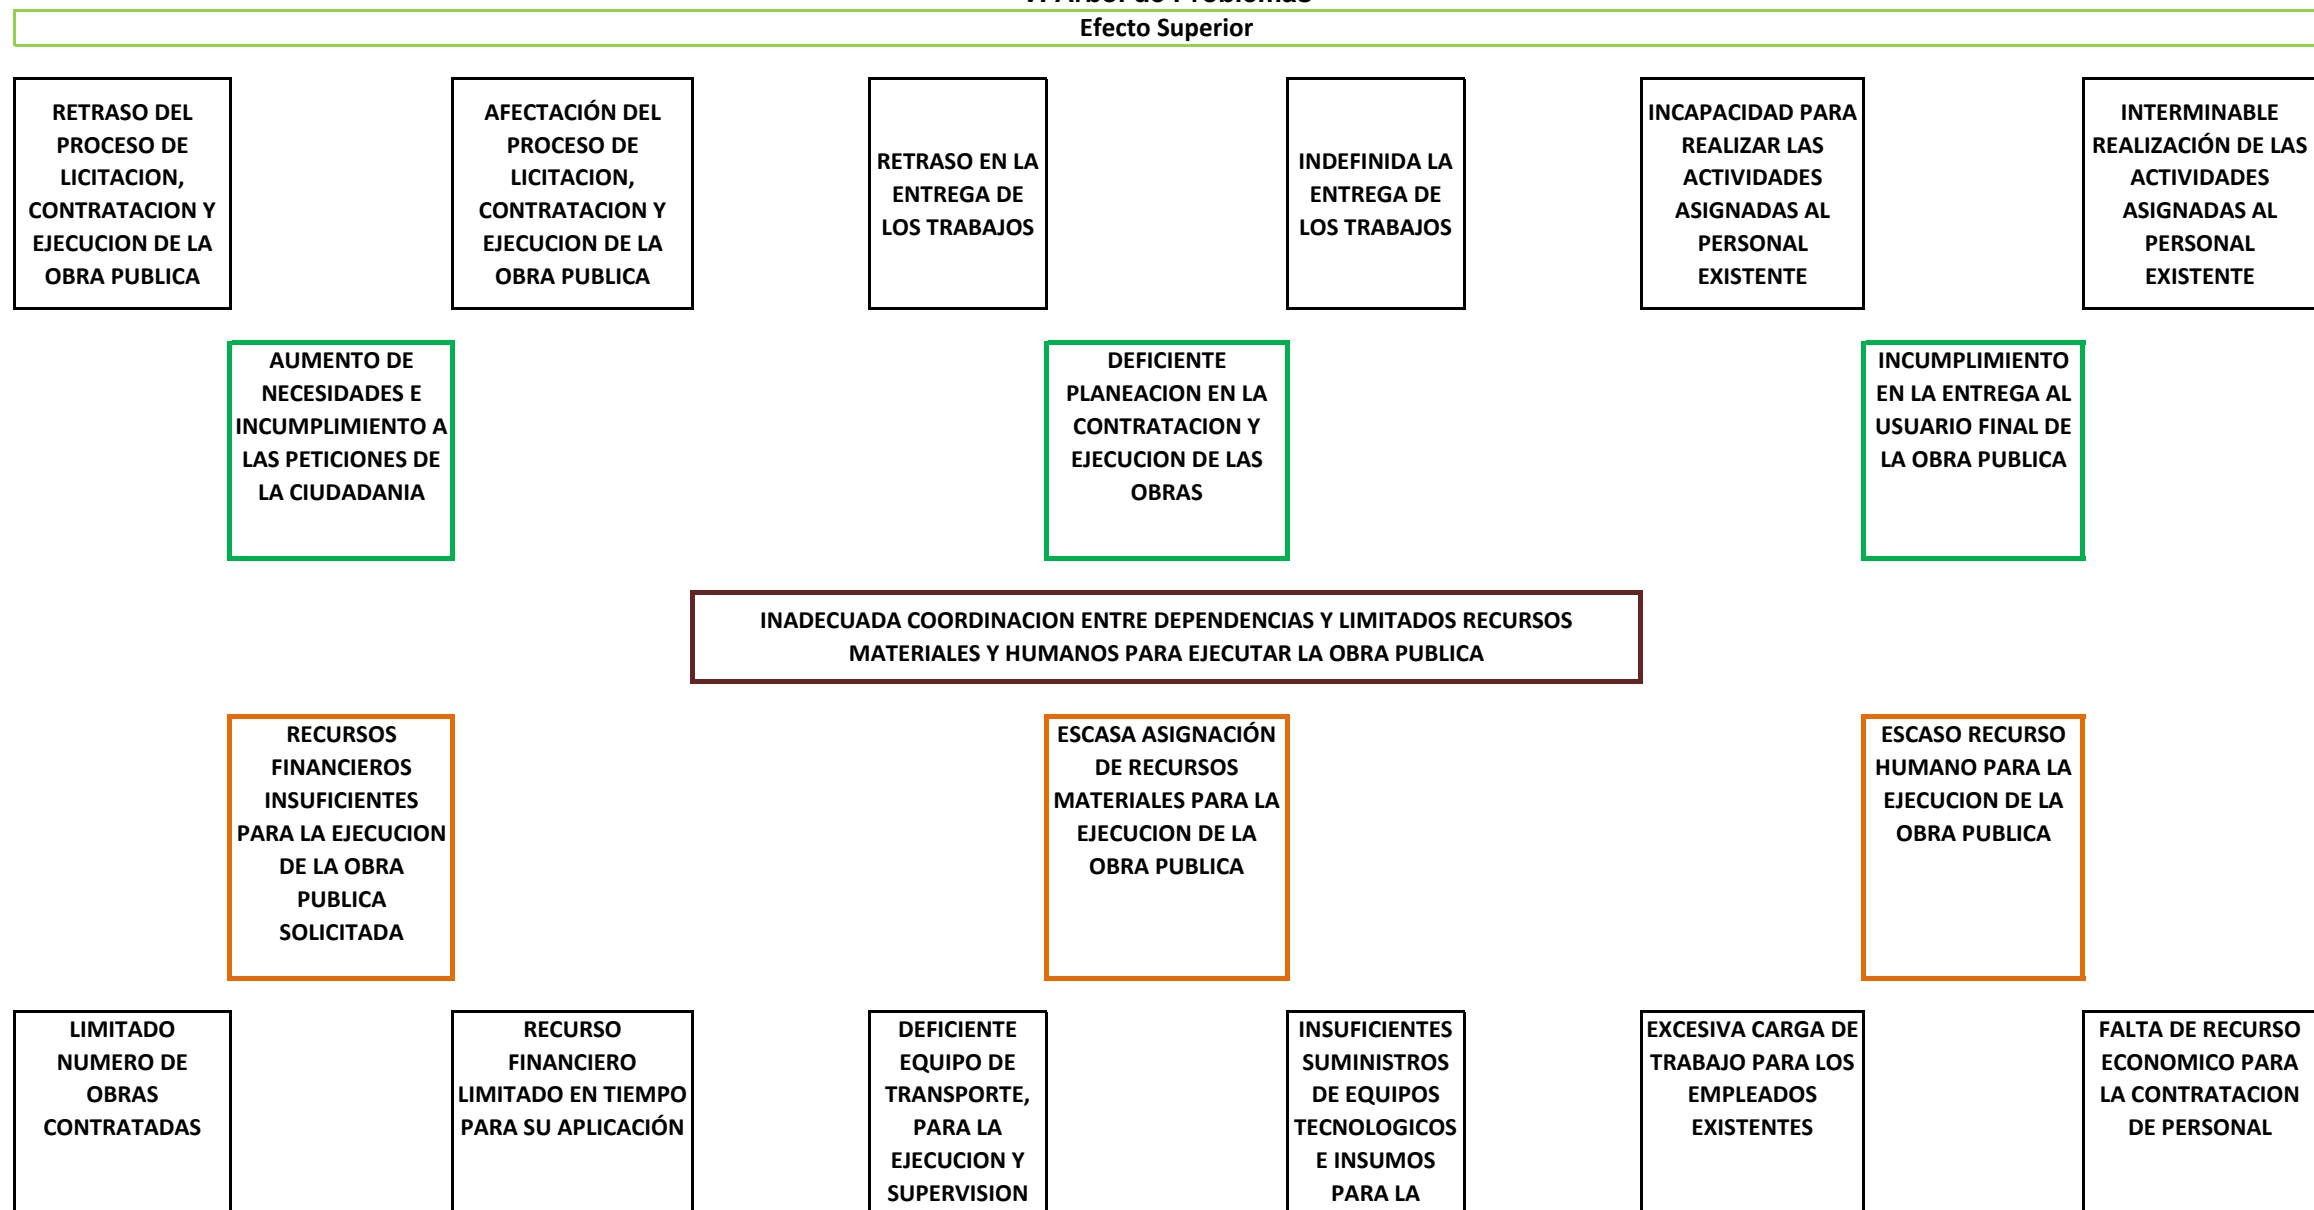 Efecto Superior
RETRASO DEL
PROCESO DE
LICITACION,
CONTRATACION Y
EJECUCION DE LA
OBRA PUBLICA
AFECTACIÓN DEL
PROCESO DE
LICITACION,
CONTRATACION Y
EJECUCION DE LA
OBRA PUBLICA
RETRASO EN LA
ENTREGA DE
LOS TRABAJOS
INDEFINIDA LA
ENTREGA DE
LOS TRABAJOS
INCAPACIDAD PARA
REALIZAR LAS
ACTIVIDADES
ASIGNADAS AL
PERSONAL
EXISTENTE
INTERMINABLE
REALIZACIÓN DE LAS
ACTIVIDADES
ASIGNADAS AL
PERSONAL
EXISTENTE
AUMENTO DE
NECESIDADES E
INCUMPLIMIENTO A
LAS PETICIONES DE
LA CIUDADANIA
DEFICIENTE
PLANEACION EN LA
CONTRATACION Y
EJECUCION DE LAS
OBRAS
INCUMPLIMIENTO
EN LA ENTREGA AL
USUARIO FINAL DE
LA OBRA PUBLICA
INADECUADA COORDINACION ENTRE DEPENDENCIAS Y LIMITADOS RECURSOS
MATERIALES Y HUMANOS PARA EJECUTAR LA OBRA PUBLICA
RECURSOS
FINANCIEROS
INSUFICIENTES
PARA LA EJECUCION
DE LA OBRA
PUBLICA
SOLICITADA
ESCASA ASIGNACIÓN
DE RECURSOS
MATERIALES PARA LA
EJECUCION DE LA
OBRA PUBLICA
ESCASO RECURSO
HUMANO PARA LA
EJECUCION DE LA
OBRA PUBLICA
LIMITADO
NUMERO DE
OBRAS
CONTRATADAS
RECURSO
FINANCIERO
LIMITADO EN TIEMPO
PARA SU APLICACIÓN
DEFICIENTE
EQUIPO DE
TRANSPORTE,
PARA LA
EJECUCION Y
SUPERVISION
INSUFICIENTES
SUMINISTROS
DE EQUIPOS
TECNOLOGICOS
E INSUMOS
PARA LA
EXCESIVA CARGA DE
TRABAJO PARA LOS
EMPLEADOS
EXISTENTES
FALTA DE RECURSO
ECONOMICO PARA
LA CONTRATACION
DE PERSONAL